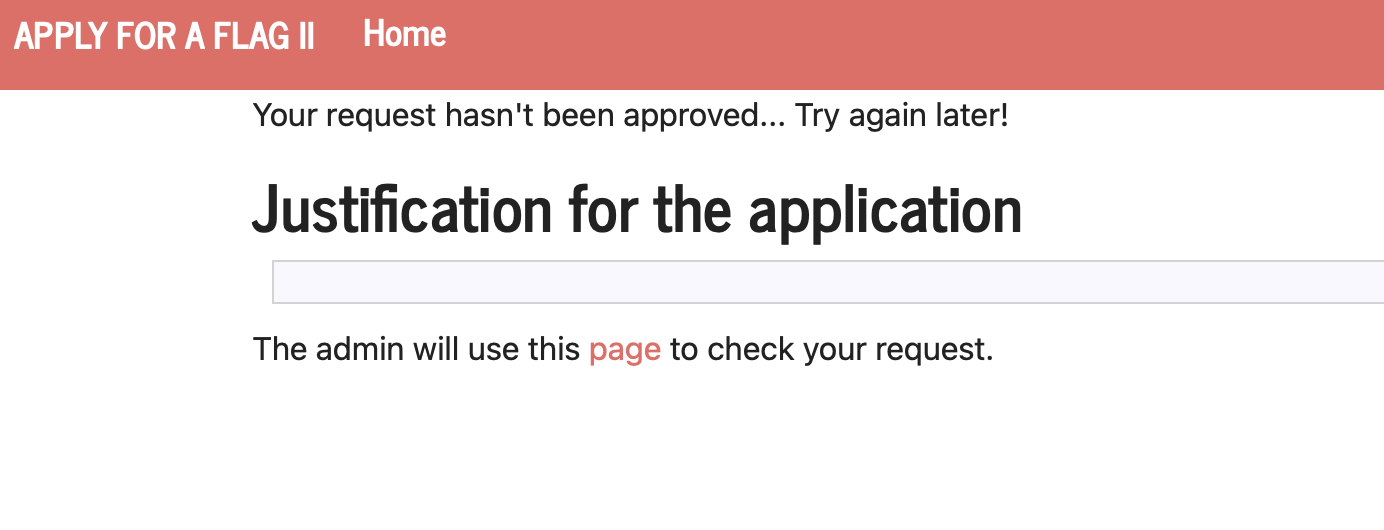 APPLY FOR A FLAG II Home
Your request hasn't been approved... Try again later!
Justification for the application
The admin will use this page to check your request.